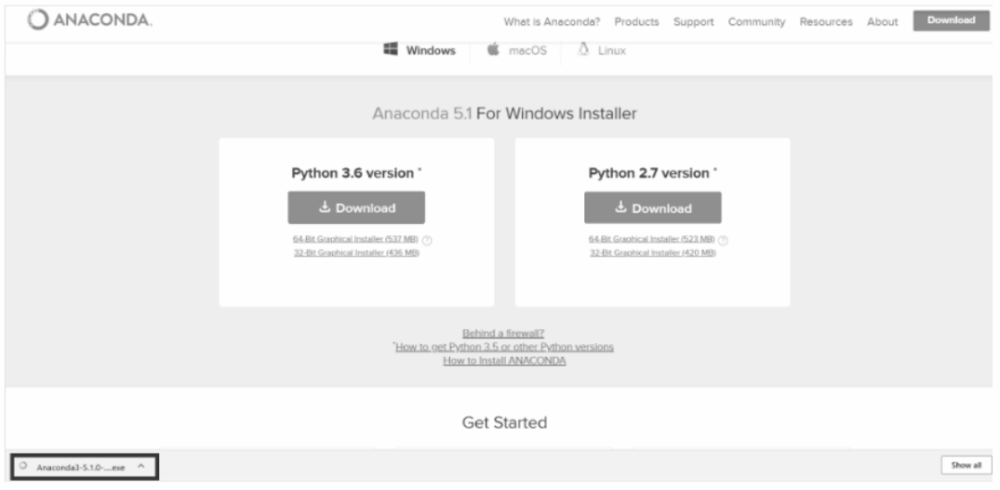 ANACONDA.
What is Anaconda? Products Support Community Resources About Download
Windows macOS Linux
Anaconda 5.1 For Windows Installer
Python 3.6 version *
Download
64-Bit Graphical Installer (537 MB) ?
32-Bit Graphical Installer (436 MB)
Python 2.7 version *
Download
64-Bit Graphical Installer (523 MB) ?
32-Bit Graphical Installer (420 MB)
Behind a firewall?
*How to get Python 3.5 or other Python versions
How to Install ANACONDA
Get Started
Anaconda3-5.1.0-....exe
Show all